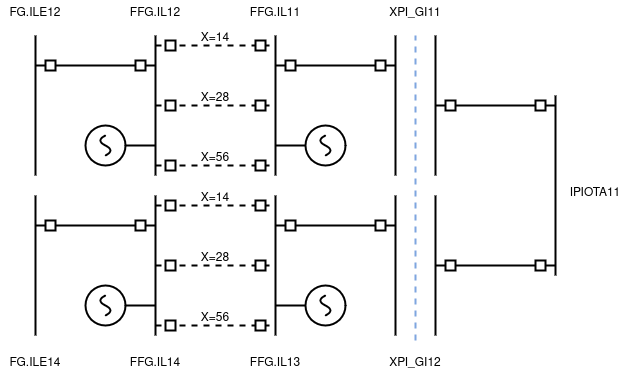 FG.ILE12 FFG.IL12 FFG.IL11 XPI_GI11
X=14
X=28
X=56
IPIOTA11
X=14
X=28
X=56
FG.ILE14 FFG.IL14 FFG.IL13 XPI_GI12